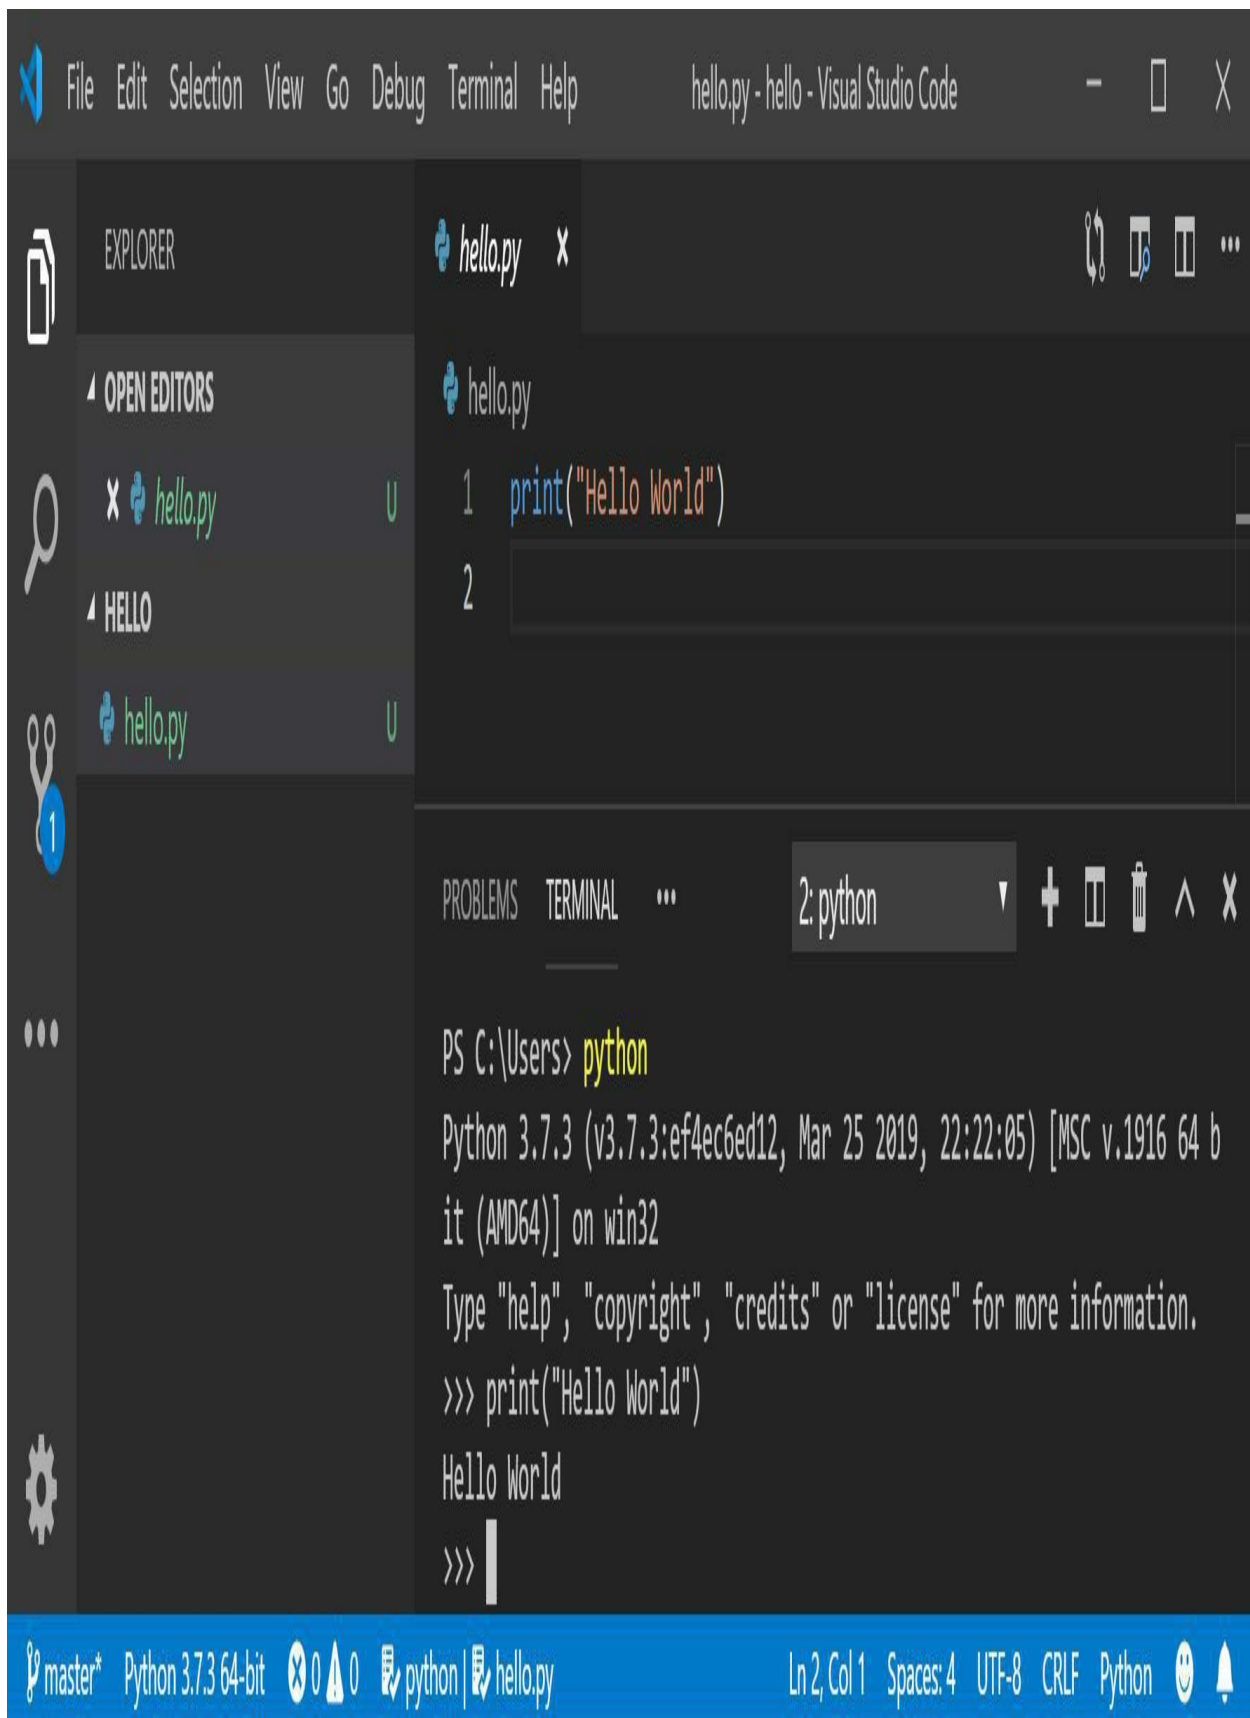 File Edit Selection View Go Debug Terminal Help hello.py - hello - Visual Studio Code
EXPLORER
OPEN EDITORS
hello.py U
HELLO
hello.py U
1
hello.py
hello.py
1 print("Hello World")
2
PROBLEMS TERMINAL ••• 2: python
PS C:\Users> python
Python 3.7.3 (v3.7.3:ef4ec6ed12, Mar 25 2019, 22:22:05) [MSC v.1916 64 b
it (AMD64)] on win32
Type "help", "copyright", "credits" or "license" for more information.
>>> print("Hello World")
Hello World
>>>
master* Python 3.7.3 64-bit 0 0 python | hello.py Ln 2, Col 1 Spaces: 4 UTF-8 CRLF Python